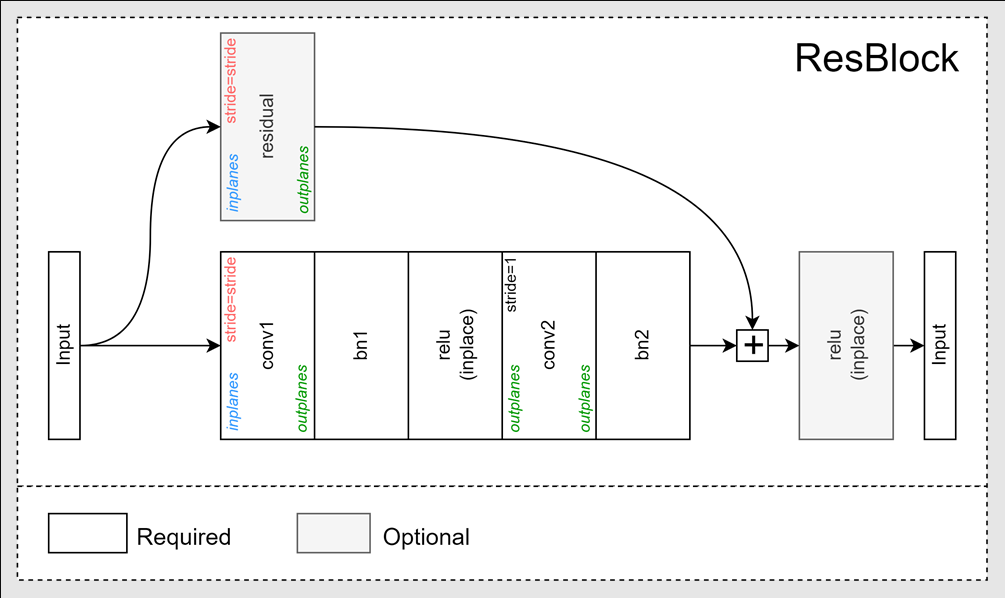 ResBlock
stride=stride
inplanes
residual
outplanes
Input
stride=stride
inplanes
conv1
outplanes
bn1
relu
(inplace)
stride=1
outplanes
conv2
outplanes
bn2
+
relu
(inplace)
Input
Required
Optional